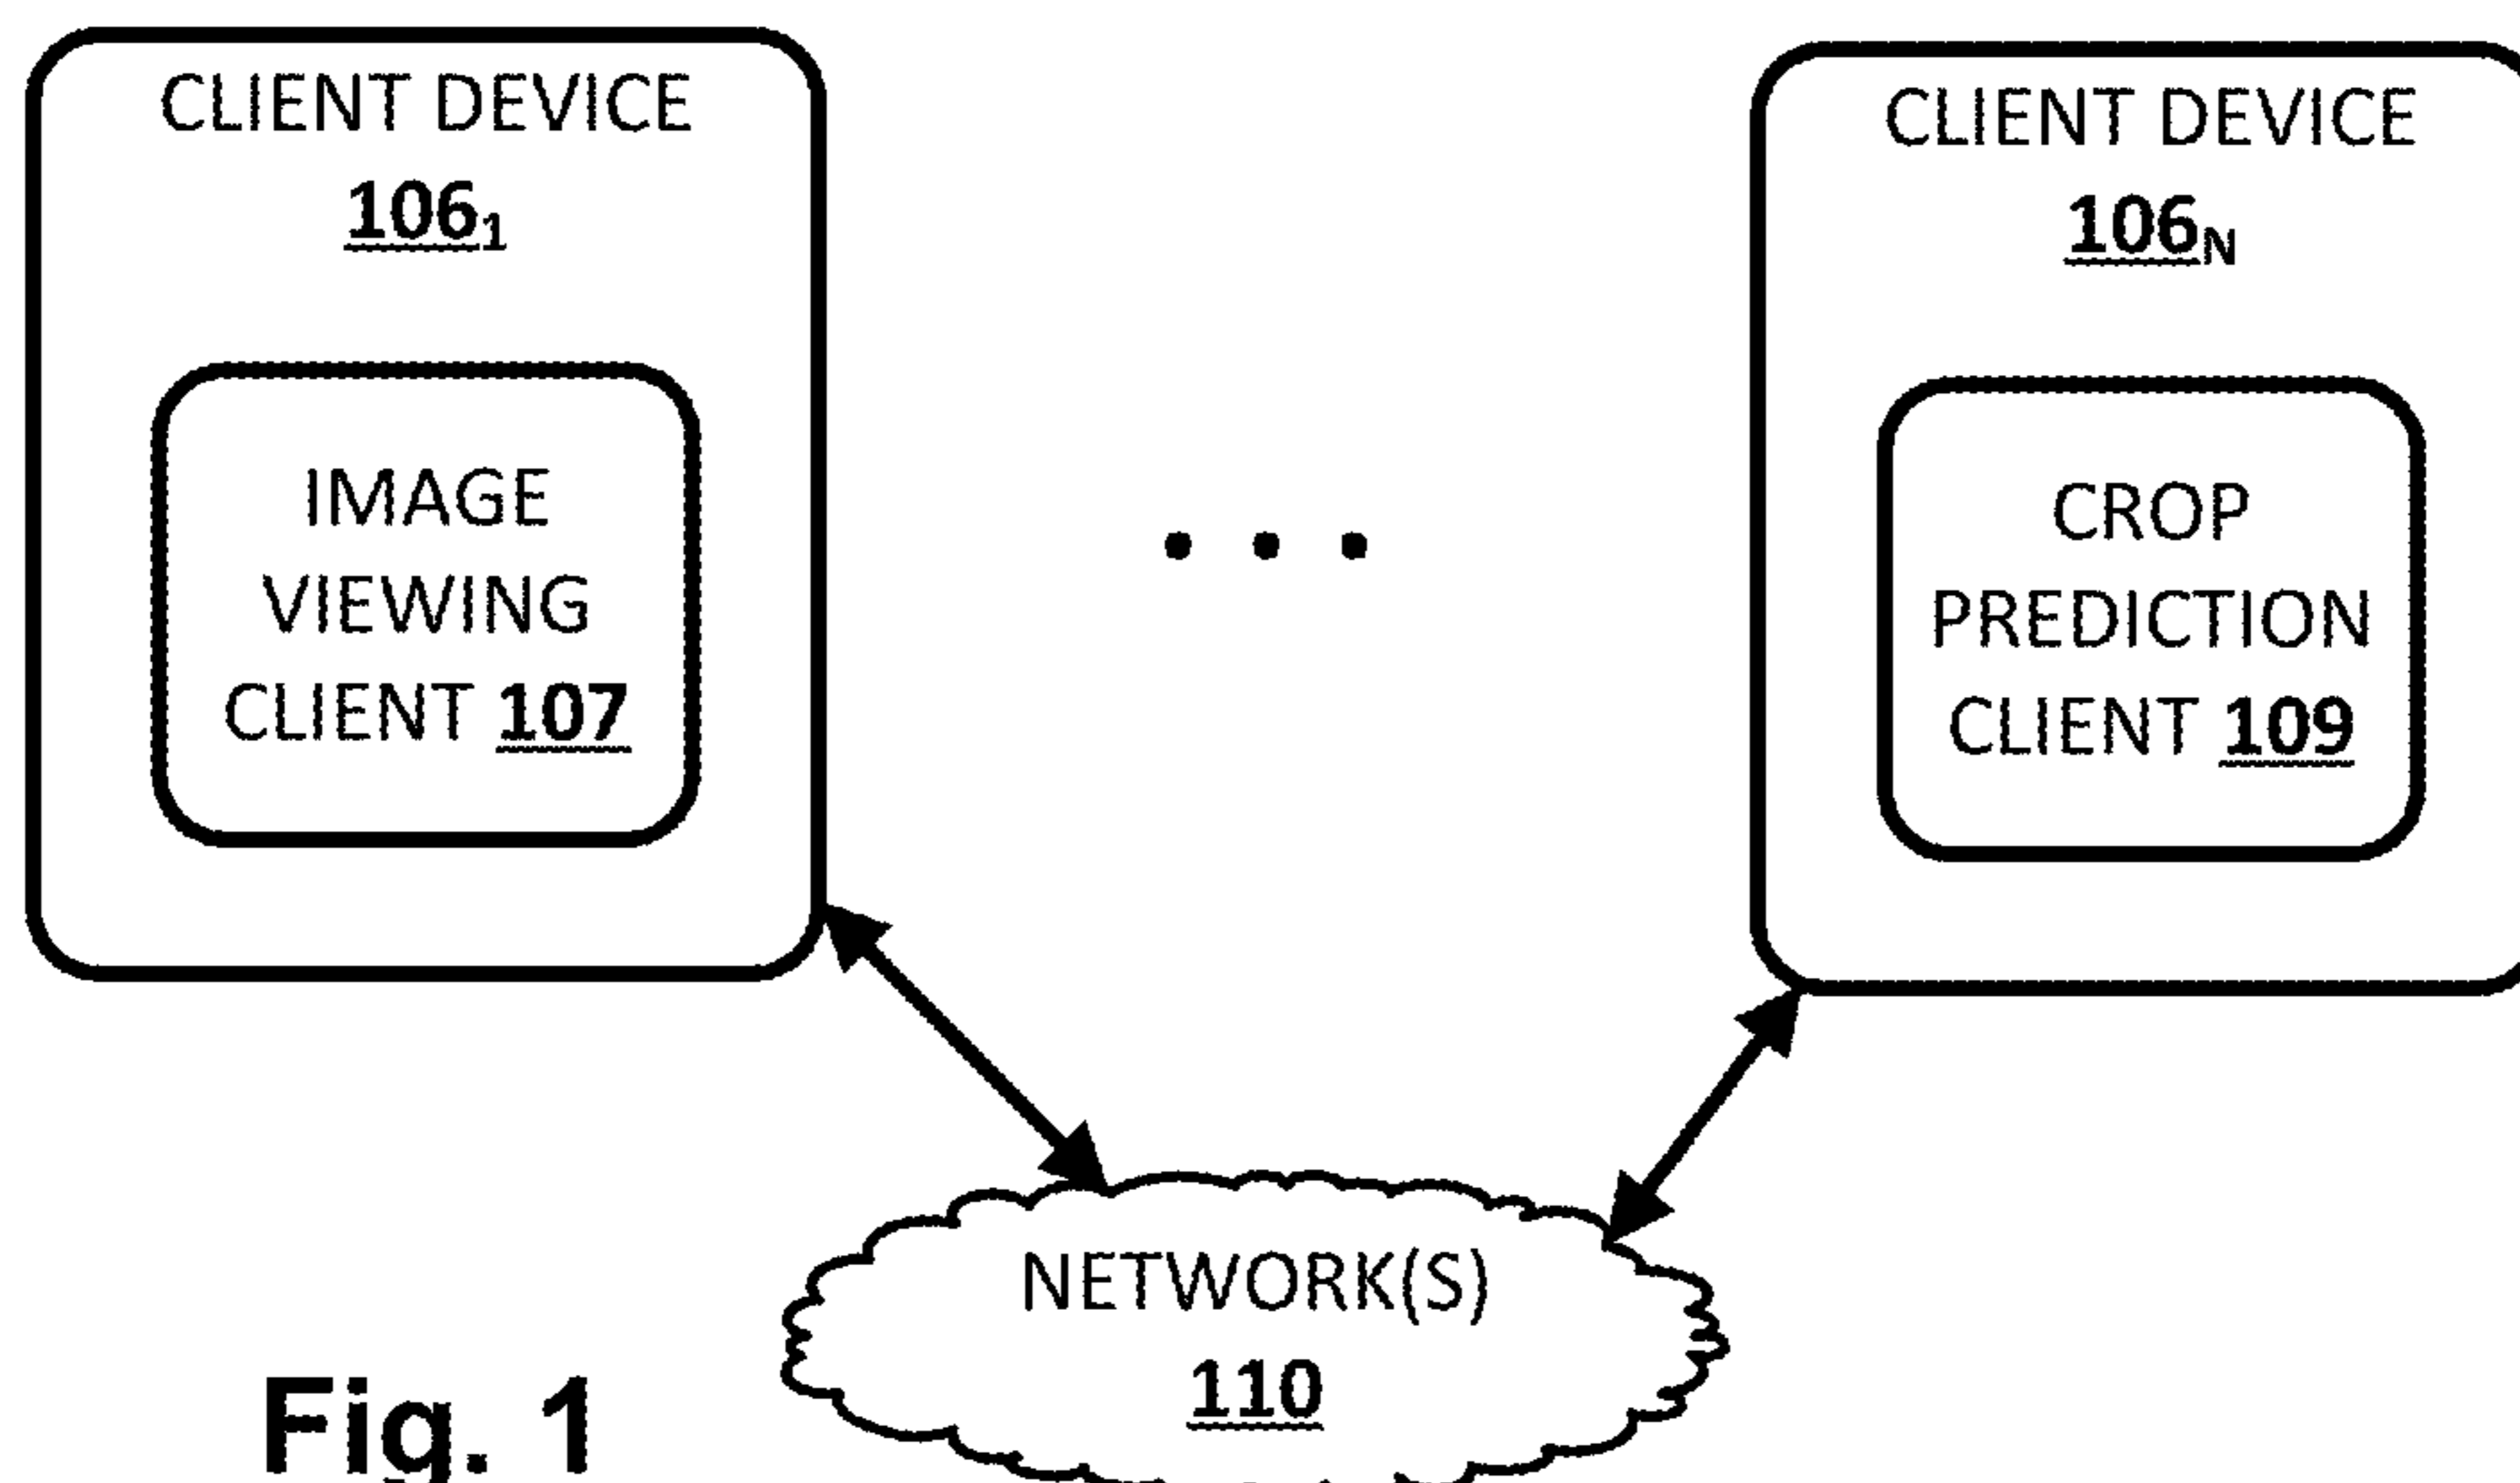 CLIENT DEVICE
106₁
IMAGE
VIEWING
CLIENT 107
CLIENT DEVICE
106N
CROP
PREDICTION
CLIENT 109
NETWORK(S)
110
Fig. 1